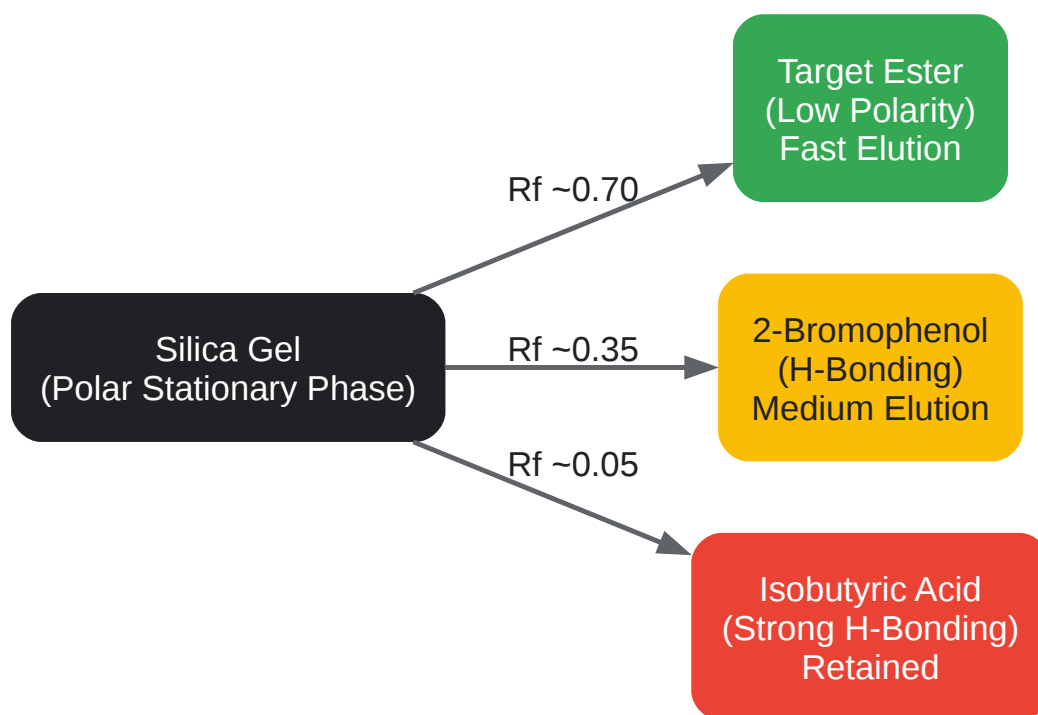 Target Ester
(Low Polarity)
Fast Elution
Rf ~0.70
Silica Gel
(Polar Stationary Phase)
Rf ~0.35
2-Bromophenol
(H-Bonding)
Medium Elution
Rf ~0.05
Isobutyric Acid
(Strong H-Bonding)
Retained